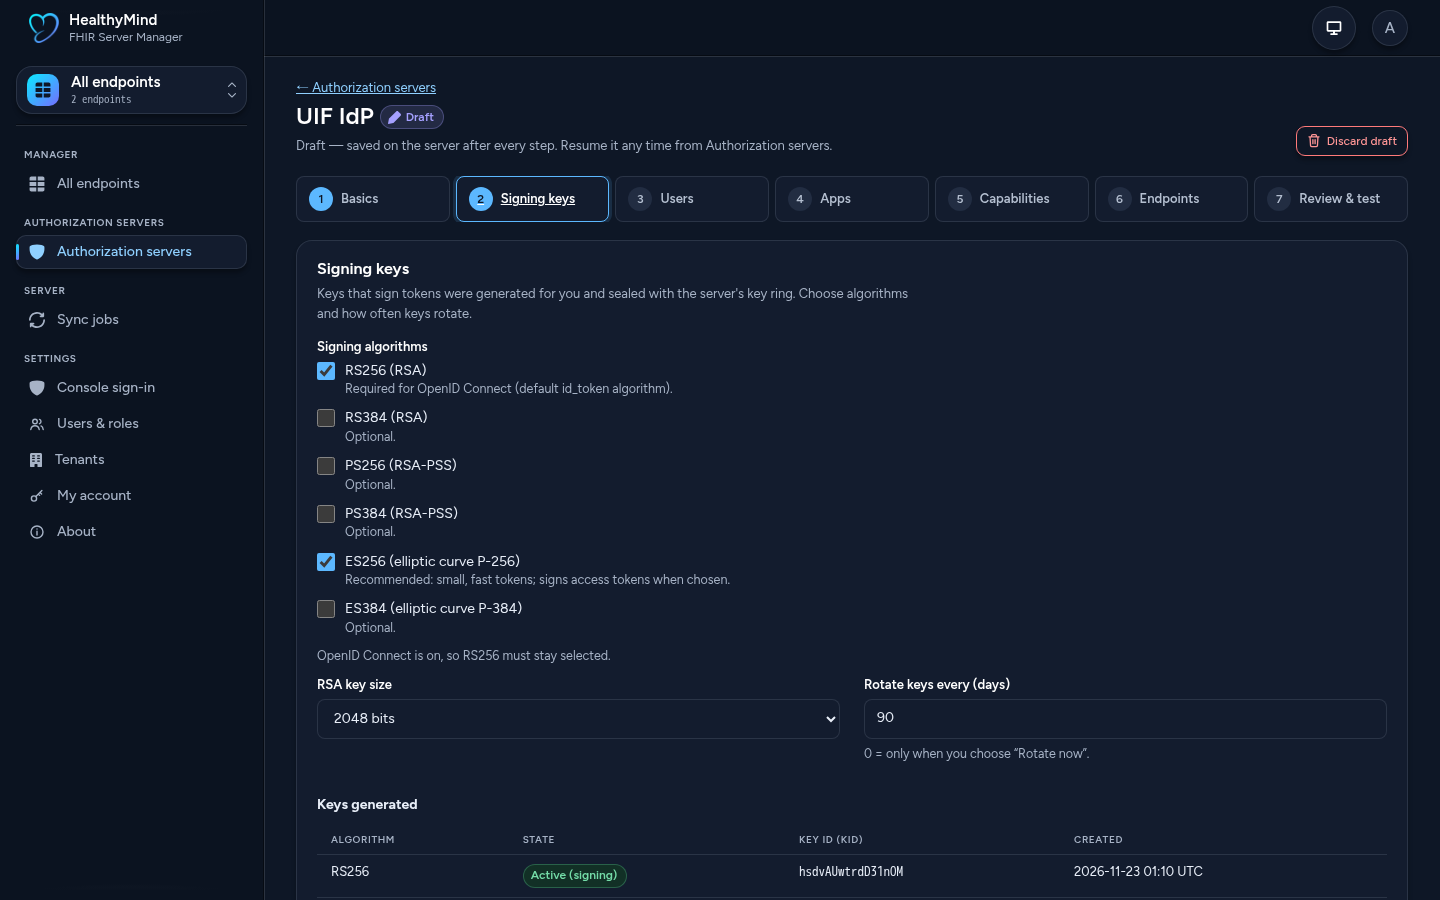 HealthyMind
FHIR Server Manager
All endpoints
2 endpoints
MANAGER
All endpoints
AUTHORIZATION SERVERS
Authorization servers
SERVER
Sync jobs
SETTINGS
Console sign-in
Users & roles
Tenants
My account
About
A
← Authorization servers
UIF IdP
Draft
Draft — saved on the server after every step. Resume it any time from Authorization servers.
Discard draft
1 Basics
2 Signing keys
3 Users
4 Apps
5 Capabilities
6 Endpoints
7 Review & test
Signing keys
Keys that sign tokens were generated for you and sealed with the server's key ring. Choose algorithms
and how often keys rotate.
Signing algorithms
RS256 (RSA)
Required for OpenID Connect (default id_token algorithm).
RS384 (RSA)
Optional.
PS256 (RSA-PSS)
Optional.
PS384 (RSA-PSS)
Optional.
ES256 (elliptic curve P-256)
Recommended: small, fast tokens; signs access tokens when chosen.
ES384 (elliptic curve P-384)
Optional.
OpenID Connect is on, so RS256 must stay selected.
RSA key size
2048 bits
Rotate keys every (days)
90
0 = only when you choose “Rotate now”.
Keys generated
ALGORITHM STATE KEY ID (KID) CREATED
RS256 Active (signing) hsdvAUwtrdD31nOM 2026-11-23 01:10 UTC